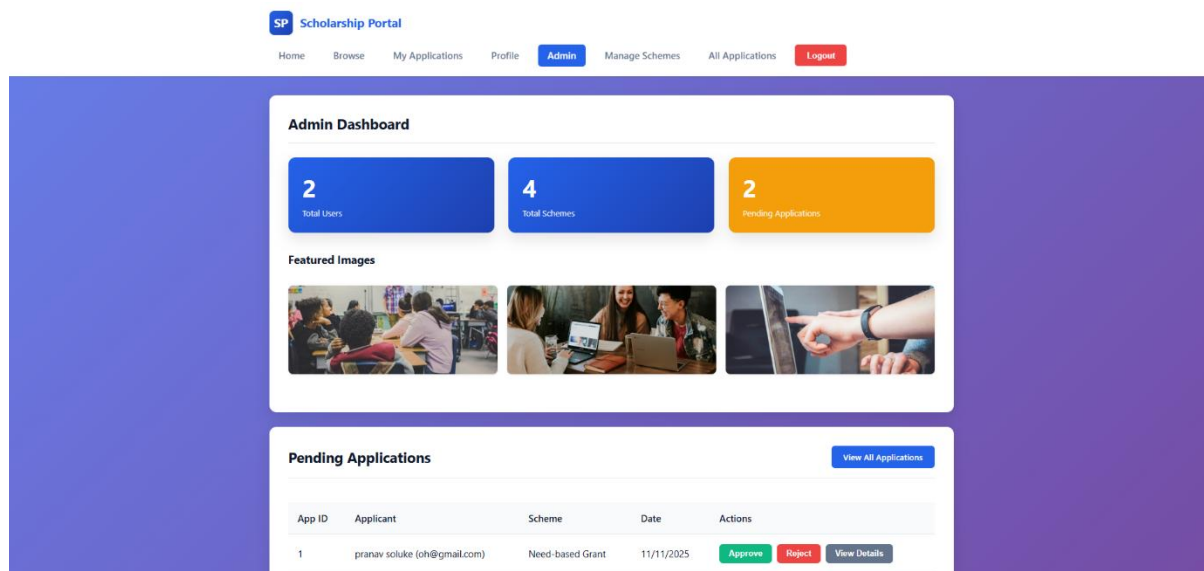 SP Scholarship Portal
Home Browse My Applications Profile Admin Manage Schemes All Applications Logout
Admin Dashboard
2 4 2
Total Users Total Schemes Pending Applications
Featured Images
Pending Applications View All Applications
App ID Applicant Scheme Date Actions
1 pranav soluke (oh@gmail.com) Need-based Grant 11/11/2025 Approve Reject View Details